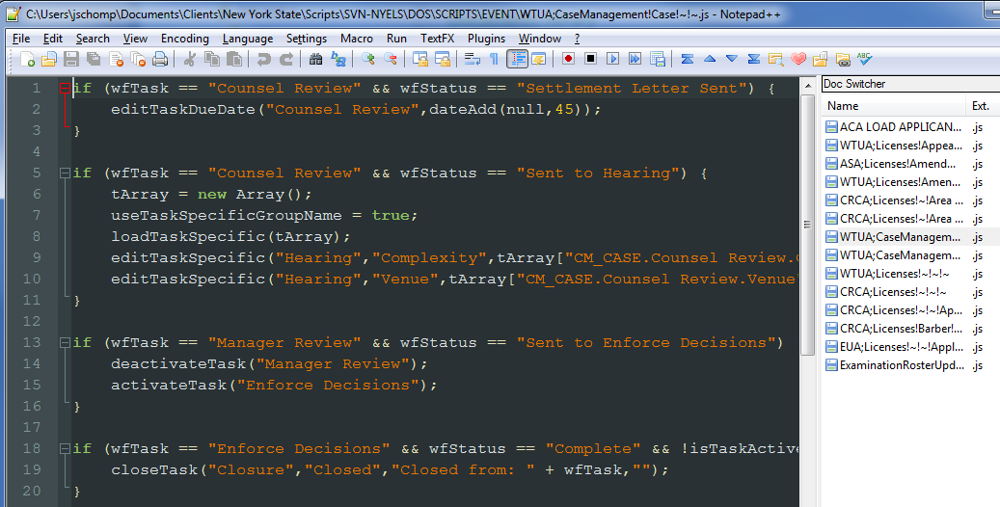 C:\Users\jschomp\Documents\Clients\New York State\Scripts\SVN-NYELS\DOS\SCRIPTS\EVENT\WTUA;CaseManagement!Case!~!~.js - Notepad++
File Edit Search View Encoding Language Settings Macro Run TextFX Plugins Window ?
1 if (wfTask == "Counsel Review" && wfStatus == "Settlement Letter Sent") {
2 editTaskDueDate("Counsel Review",dateAdd(null,45));
3 }
4
5 if (wfTask == "Counsel Review" && wfStatus == "Sent to Hearing") {
6 tArray = new Array();
7 useTaskSpecificGroupName = true;
8 loadTaskSpecific(tArray);
9 editTaskSpecific("Hearing","Complexity",tArray["CM_CASE.Counsel Review.
10 editTaskSpecific("Hearing","Venue",tArray["CM_CASE.Counsel Review.Venue"
11 }
12
13 if (wfTask == "Manager Review" && wfStatus == "Sent to Enforce Decisions")
14 deactivateTask("Manager Review");
15 activateTask("Enforce Decisions");
16 }
17
18 if (wfTask == "Enforce Decisions" && wfStatus == "Complete" && !isTaskActive
19 closeTask("Closure","Closed","Closed from: " + wfTask,"");
20 }
Doc Switcher
Name Ext.
ACA LOAD APPLICAN... .js
WTUA;Licenses!Appea... .js
ASA;Licenses!Amend... .js
WTUA;Licenses!Amen... .js
CRCA;Licenses!~!Area ... .js
CRCA;Licenses!~!Area ... .js
WTUA;CaseManagem... .js
WTUA;CaseManagem... .js
WTUA;Licenses!~!~!~ .js
CRCA;Licenses!~!~!~ .js
CRCA;Licenses!~!~!Ap... .js
CRCA;Licenses!Barber!... .js
EUA;Licenses!~!~!Appl... .js
ExaminationRosterUpd... .js